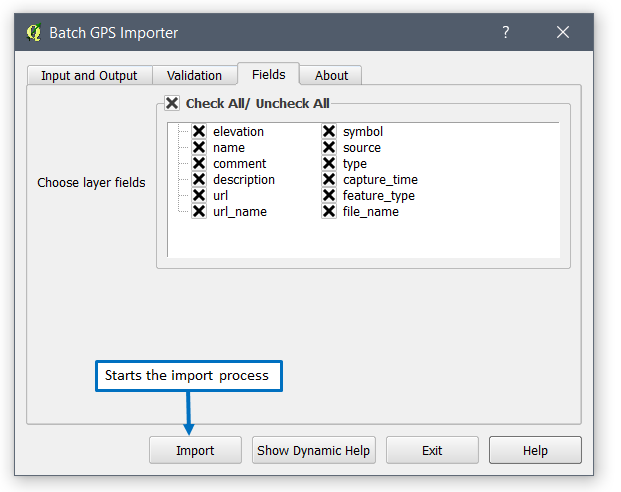 Batch GPS Importer ?
Input and Output Validation Fields About
Check All/ Uncheck All
elevation symbol
name source
comment type
Choose layer fields
description capture_time
url feature_type
url_name file_name
Starts the import process
Import Show Dynamic Help Exit Help